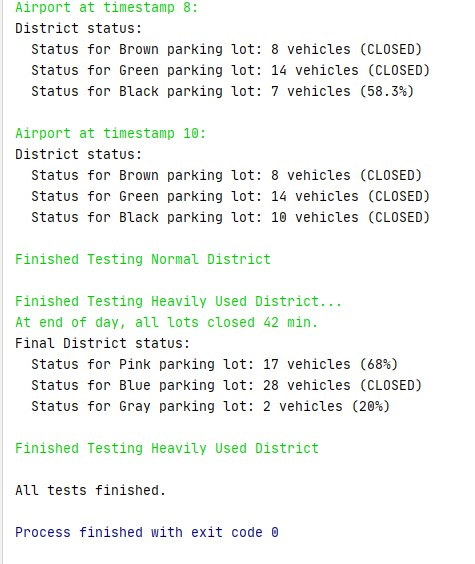 Airport at timestamp 8:
District status:
  Status for Brown parking lot: 8 vehicles (CLOSED)
  Status for Green parking lot: 14 vehicles (CLOSED)
  Status for Black parking lot: 7 vehicles (58.3%)

Airport at timestamp 10:
District status:
  Status for Brown parking lot: 8 vehicles (CLOSED)
  Status for Green parking lot: 14 vehicles (CLOSED)
  Status for Black parking lot: 10 vehicles (CLOSED)

Finished Testing Normal District

Finished Testing Heavily Used District...
At end of day, all lots closed 42 min.
Final District status:
  Status for Pink parking lot: 17 vehicles (68%)
  Status for Blue parking lot: 28 vehicles (CLOSED)
  Status for Gray parking lot: 2 vehicles (20%)

Finished Testing Heavily Used District

All tests finished.

Process finished with exit code 0